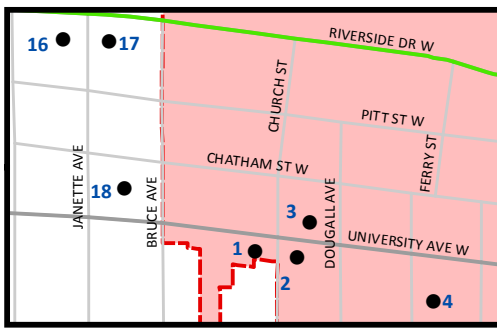 RIVERSIDE DR W
16
17
CHURCH ST
PITT ST W
JANETTE AVE
BRUCE AVE
CHATHAM ST W
FERRY ST
18
DOUGALL AVE
3
UNIVERSITY AVE W
1
2
4